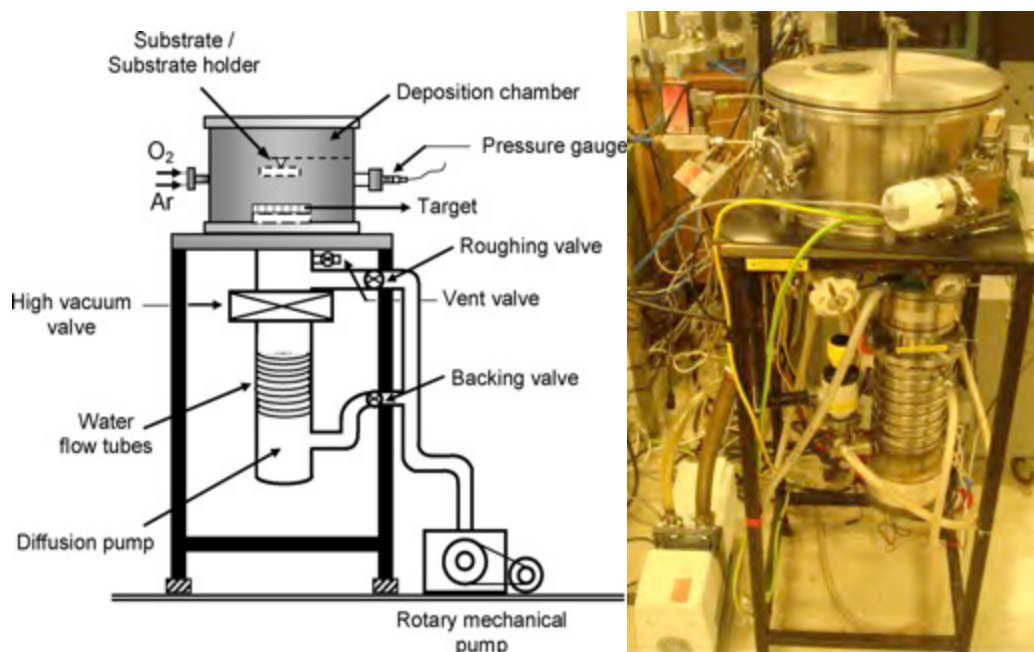 Substrate /
Substrate holder
Deposition chamber
O₂
Ar
Pressure gauge
Target
Roughing valve
High vacuum
valve
Vent valve
Backing valve
Water
flow tubes
Diffusion pump
Rotary mechanical
pump